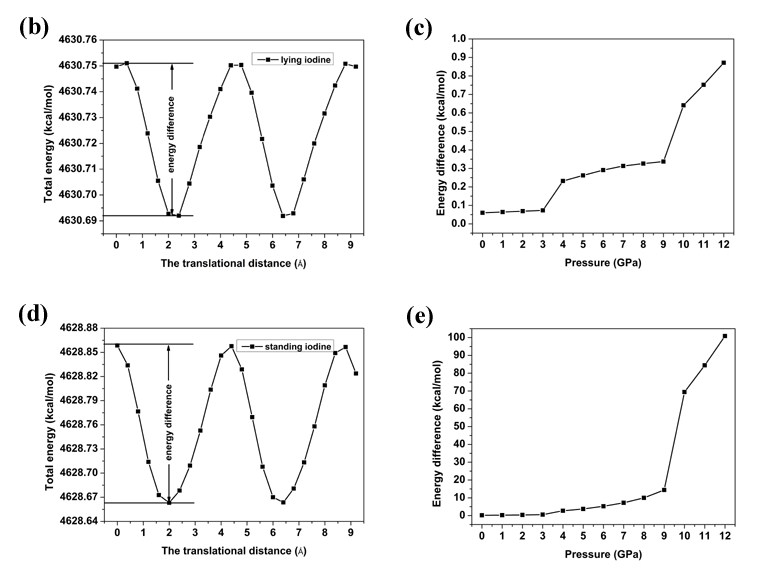 (b)
4630.76
4630.75
4630.74
4630.73
4630.72
4630.71
4630.70
4630.69
Total energy (kcal/mol)
energy difference
lying iodine
0 1 2 3 4 5 6 7 8 9
The translational distance (Å)
(c)
1.0
0.9
0.8
0.7
0.6
0.5
0.4
0.3
0.2
0.1
0.0
Energy difference (kcal/mol)
0 1 2 3 4 5 6 7 8 9 10 11 12
Pressure (GPa)
(d)
4628.88
4628.85
4628.82
4628.79
4628.76
4628.73
4628.70
4628.67
4628.64
Total energy (kcal/mol)
energy difference
standing iodine
0 1 2 3 4 5 6 7 8 9
The translational distance (Å)
(e)
100
90
80
70
60
50
40
30
20
10
0
Energy difference (kcal/mol)
0 1 2 3 4 5 6 7 8 9 10 11 12
Pressure (GPa)